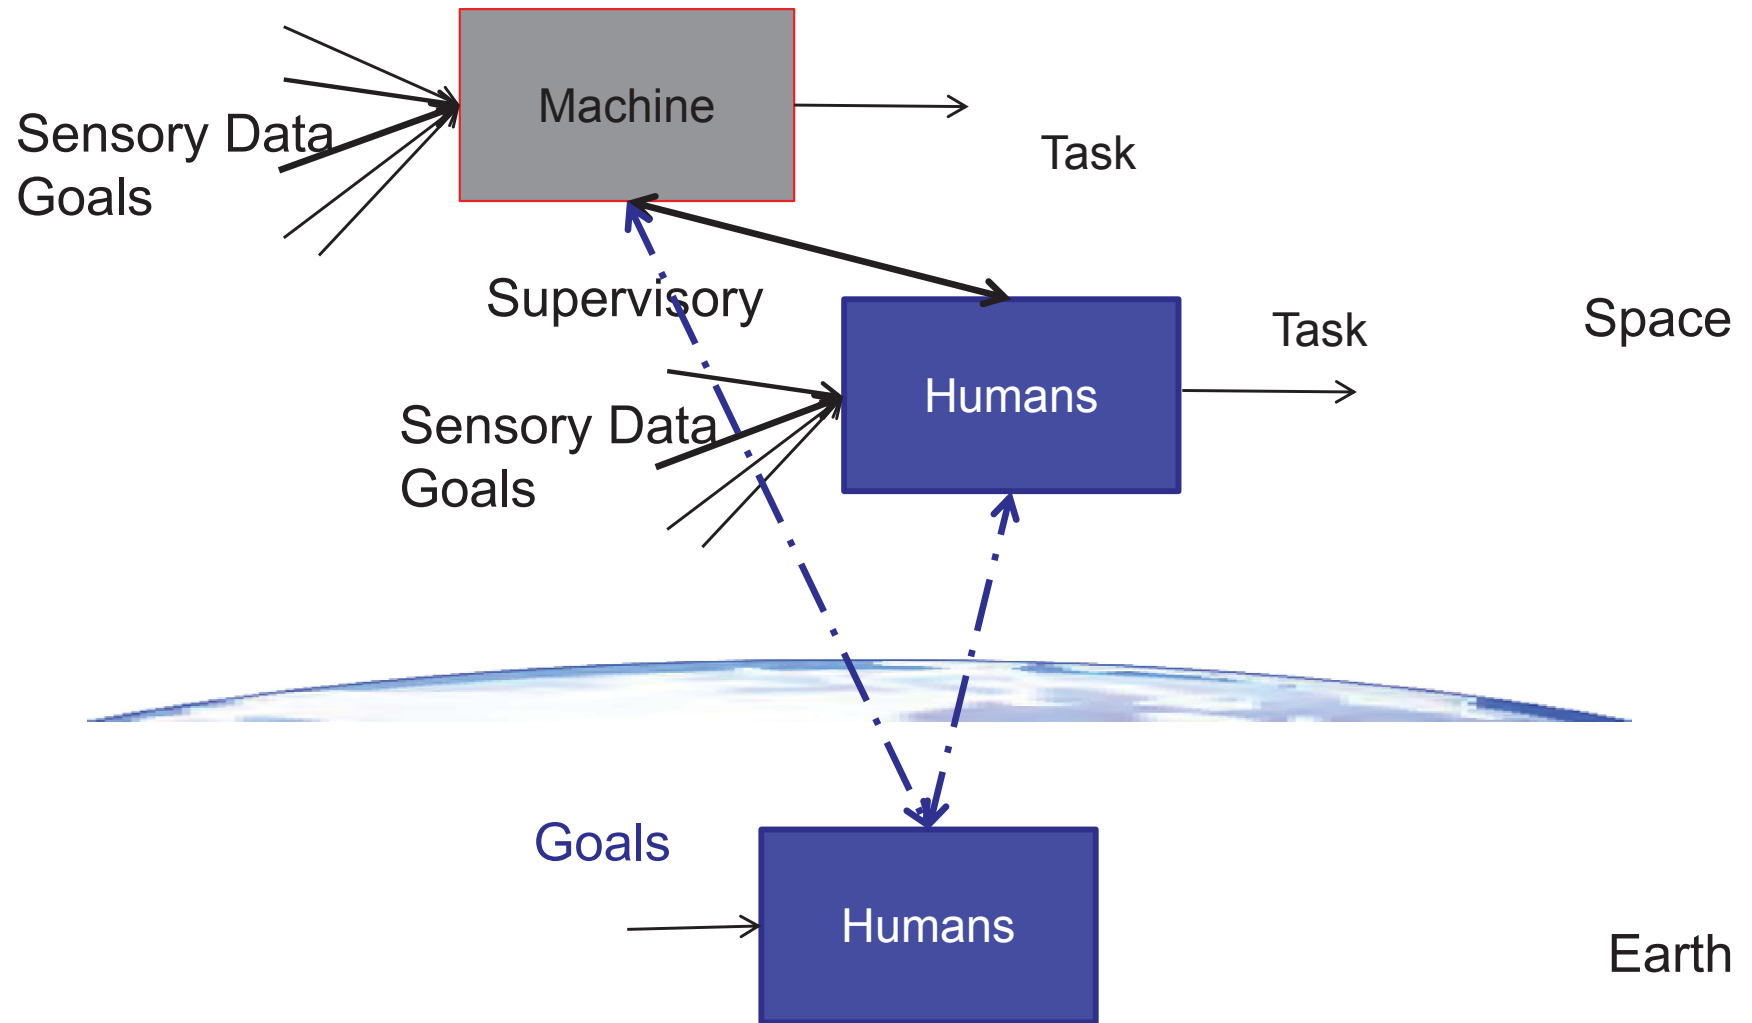 Machine
Sensory Data
Goals
Task
Supervisory
Space
Task
Humans
Sensory Data
Goals
Goals
Humans
Earth